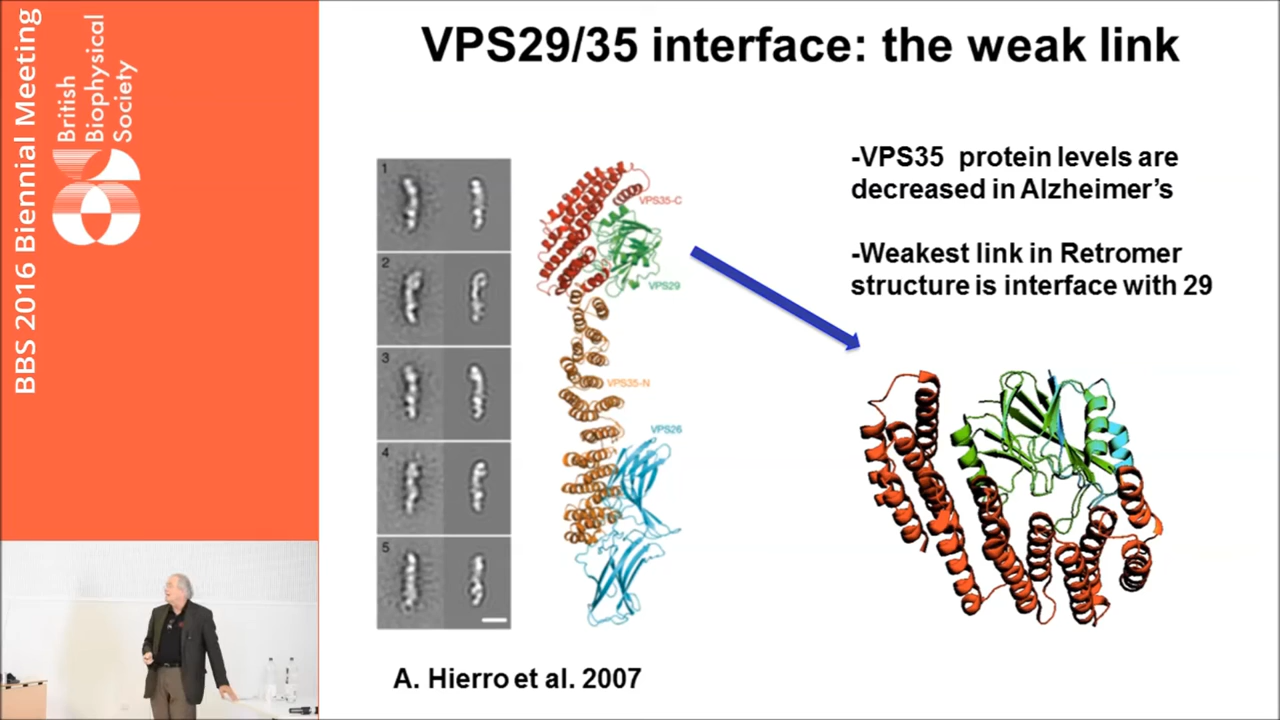 VPS29/35 interface: the weak link
BBS 2016 Biennial Meeting
British
Biophysical
Society
-VPS35 protein levels are
decreased in Alzheimer's
-Weakest link in Retromer
structure is interface with 29
1
2
3
4
5
VPS35-C
VPS29
VPS35-N
VPS26
A. Hierro et al. 2007